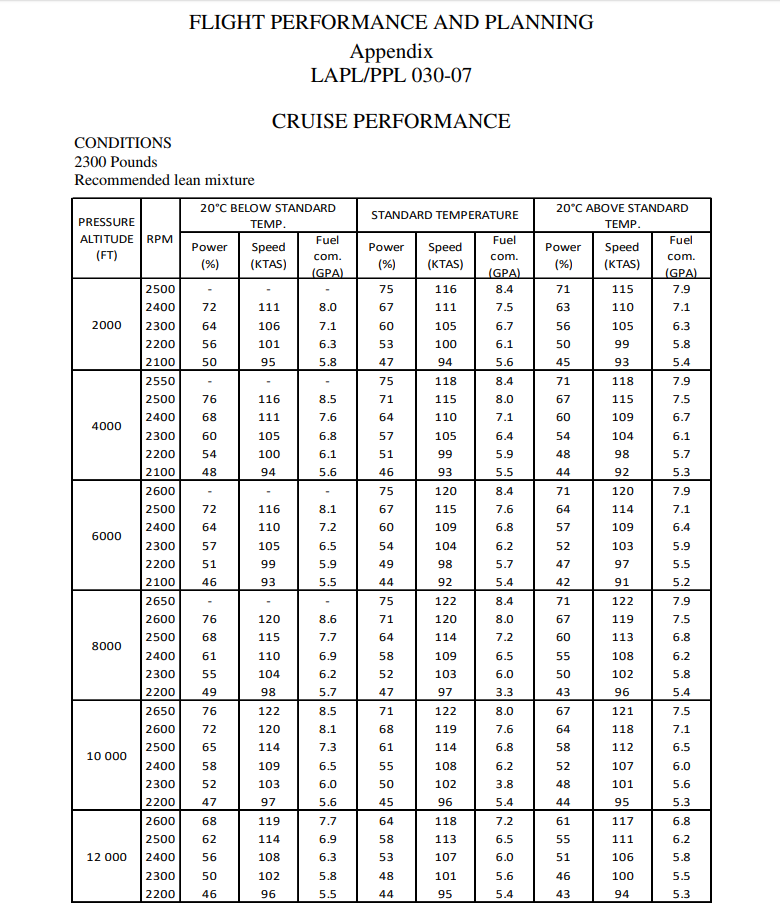 FLIGHT PERFORMANCE AND PLANNING
Appendix
LAPL/PPL 030-07
CRUISE PERFORMANCE
CONDITIONS
2300 Pounds
Recommended lean mixture
PRESSURE ALTITUDE (FT) RPM 20°C BELOW STANDARD TEMP. STANDARD TEMPERATURE 20°C ABOVE STANDARD TEMP.
Power (%) Speed (KTAS) Fuel com. (GPA) Power (%) Speed (KTAS) Fuel com. (GPA) Power (%) Speed (KTAS) Fuel com. (GPA)
2000
2500 - - - 75 116 8.4 71 115 7.9
2400 72 111 8.0 67 111 7.5 63 110 7.1
2300 64 106 7.1 60 105 6.7 56 105 6.3
2200 56 101 6.3 53 100 6.1 50 99 5.8
2100 50 95 5.8 47 94 5.6 45 93 5.4
4000
2550 - - - 75 118 8.4 71 118 7.9
2500 76 116 8.5 71 115 8.0 67 115 7.5
2400 68 111 7.6 64 110 7.1 60 109 6.7
2300 60 105 6.8 57 105 6.4 54 104 6.1
2200 54 100 6.1 51 99 5.9 48 98 5.7
2100 48 94 5.6 46 93 5.5 44 92 5.3
6000
2600 - - - 75 120 8.4 71 120 7.9
2500 72 116 8.1 67 115 7.6 64 114 7.1
2400 64 110 7.2 60 109 6.8 57 109 6.4
2300 57 105 6.5 54 104 6.2 52 103 5.9
2200 51 99 5.9 49 98 5.7 47 97 5.5
2100 46 93 5.5 44 92 5.4 42 91 5.2
8000
2650 - - - 75 122 8.4 71 122 7.9
2600 76 120 8.6 71 120 8.0 67 119 7.5
2500 68 115 7.7 64 114 7.2 60 113 6.8
2400 61 110 6.9 58 109 6.5 55 108 6.2
2300 55 104 6.2 52 103 6.0 50 102 5.8
2200 49 98 5.7 47 97 3.3 43 96 5.4
10 000
2650 76 122 8.5 71 122 8.0 67 121 7.5
2600 72 120 8.1 68 119 7.6 64 118 7.1
2500 65 114 7.3 61 114 6.8 58 112 6.5
2400 58 109 6.5 55 108 6.2 52 107 6.0
2300 52 103 6.0 50 102 3.8 48 101 5.6
2200 47 97 5.6 45 96 5.4 44 95 5.3
12 000
2600 68 119 7.7 64 118 7.2 61 117 6.8
2500 62 114 6.9 58 113 6.5 55 111 6.2
2400 56 108 6.3 53 107 6.0 51 106 5.8
2300 50 102 5.8 48 101 5.6 46 100 5.5
2200 46 96 5.5 44 95 5.4 43 94 5.3